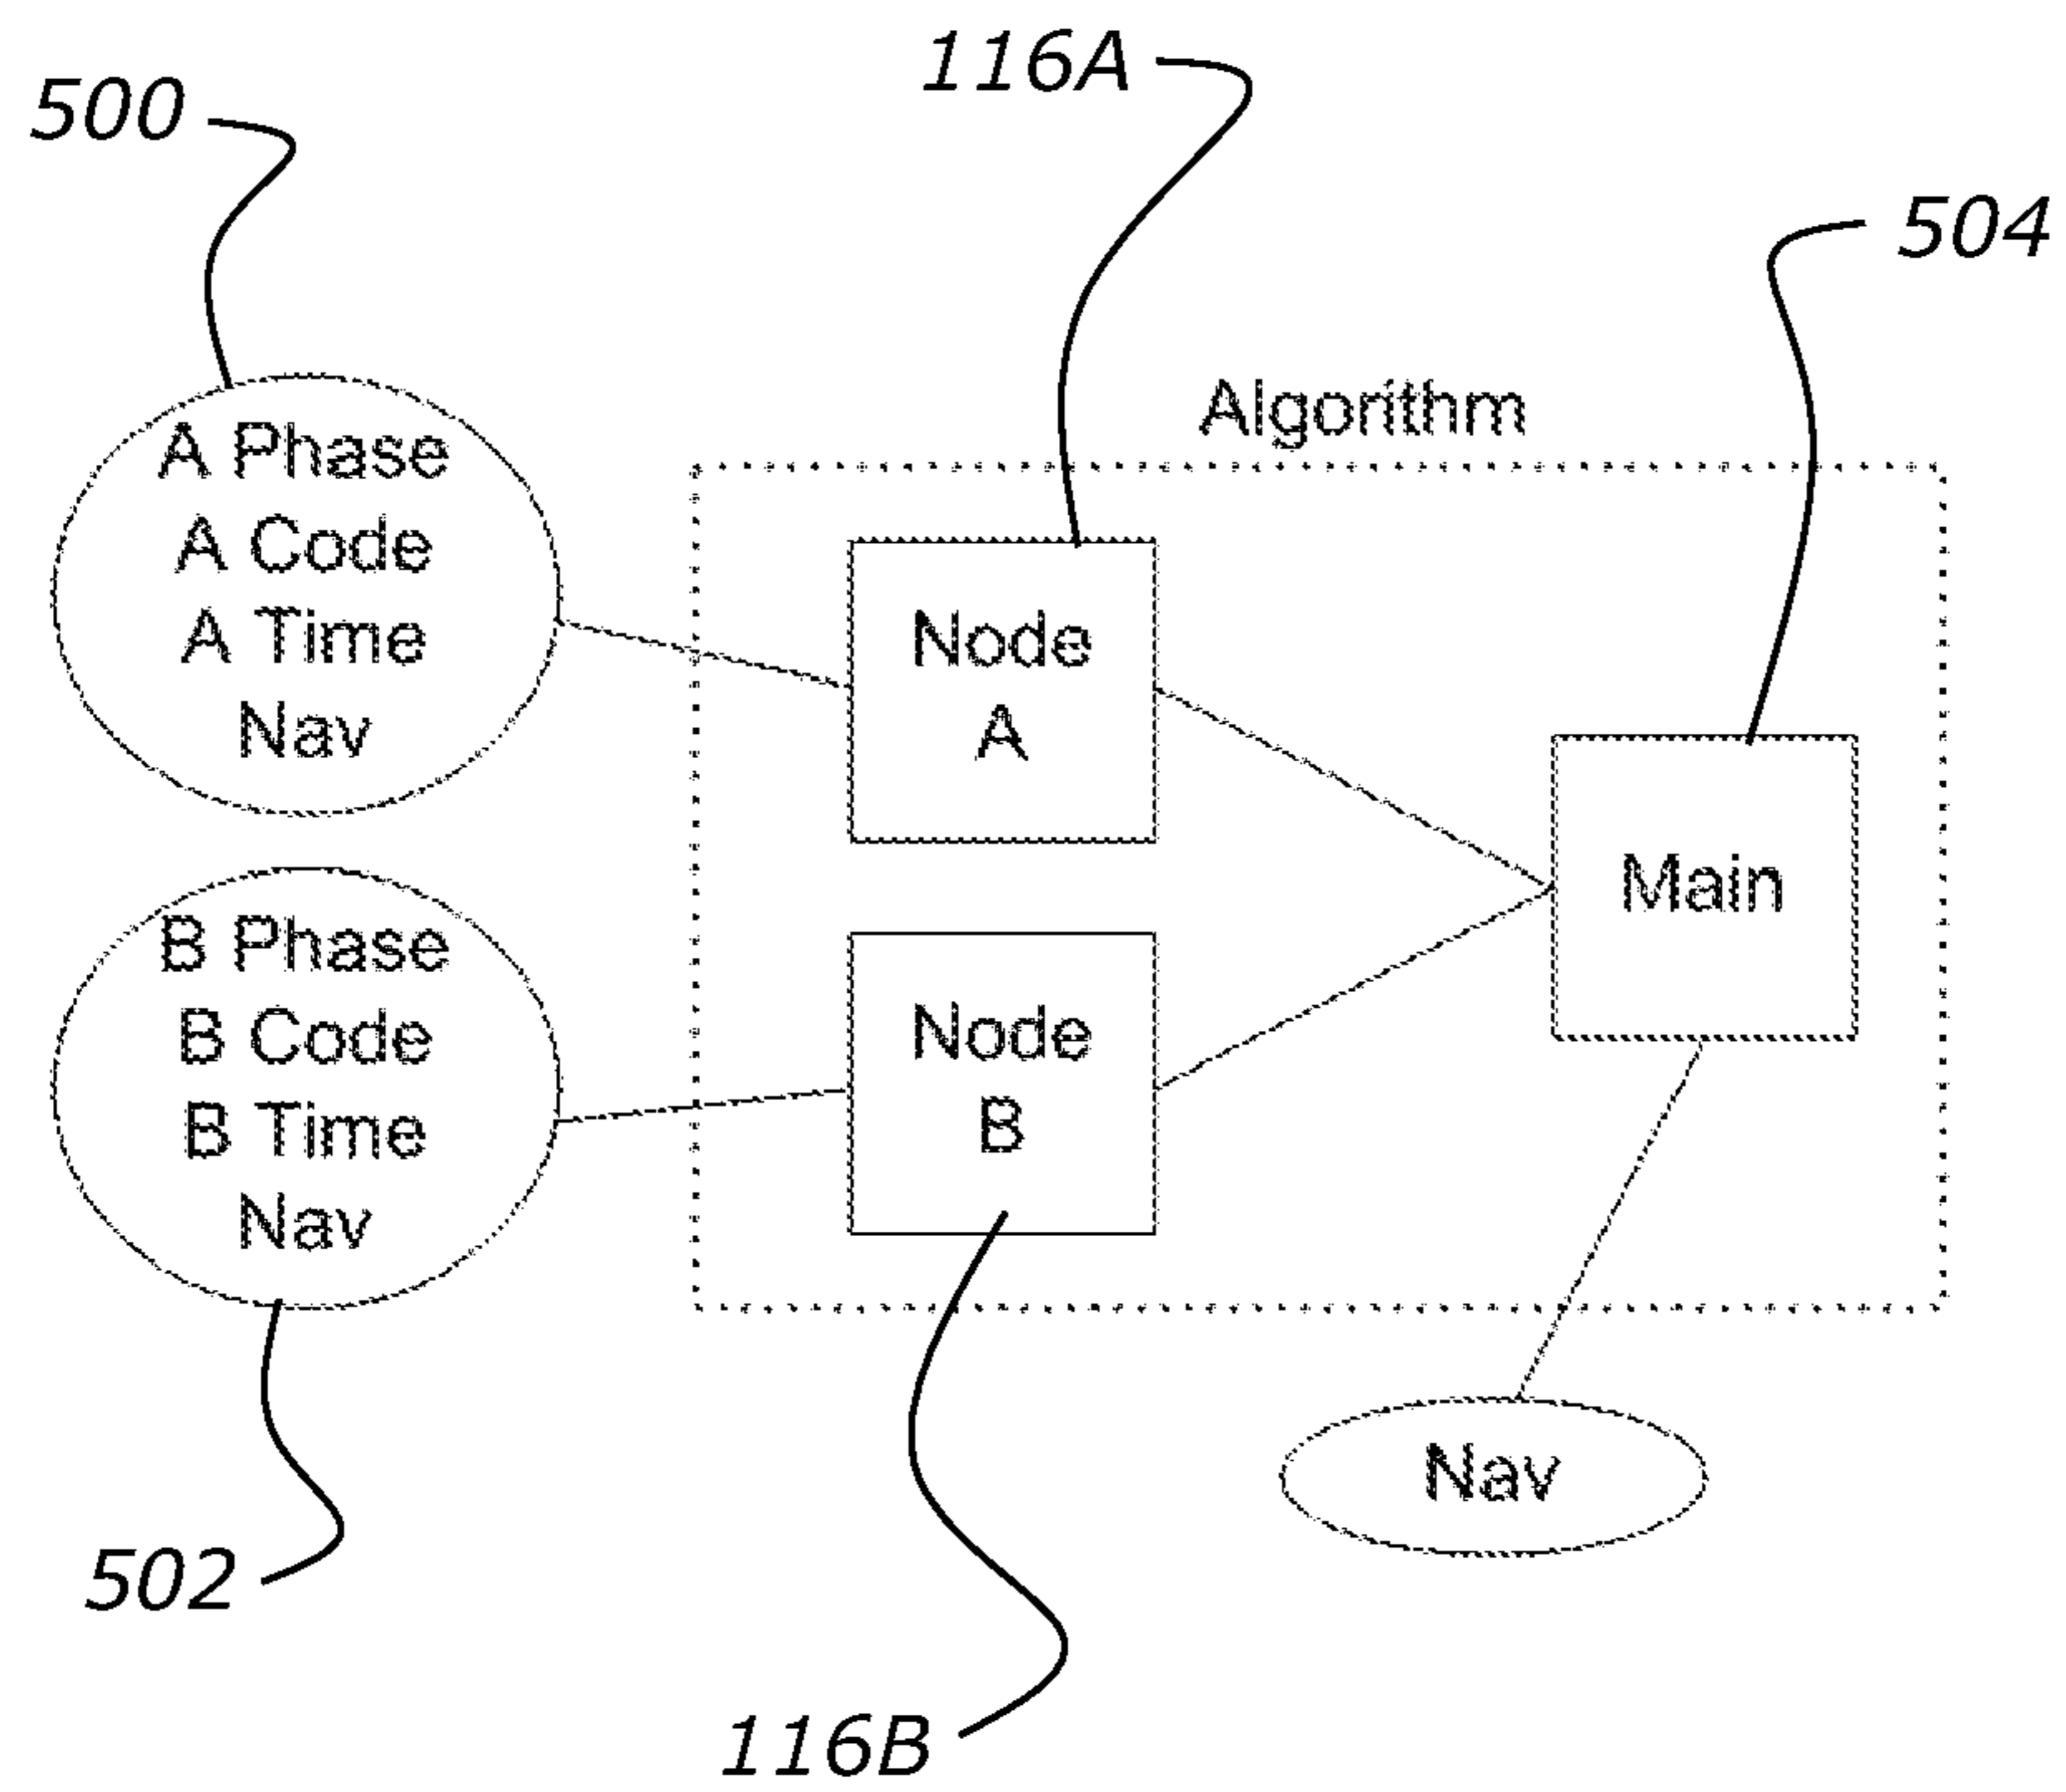 116A
500
504
Algorithm
A Phase
A Code
A Time
Nav
Node
A
Main
B Phase
B Code
B Time
Nav
Node
B
Nav
502
116B